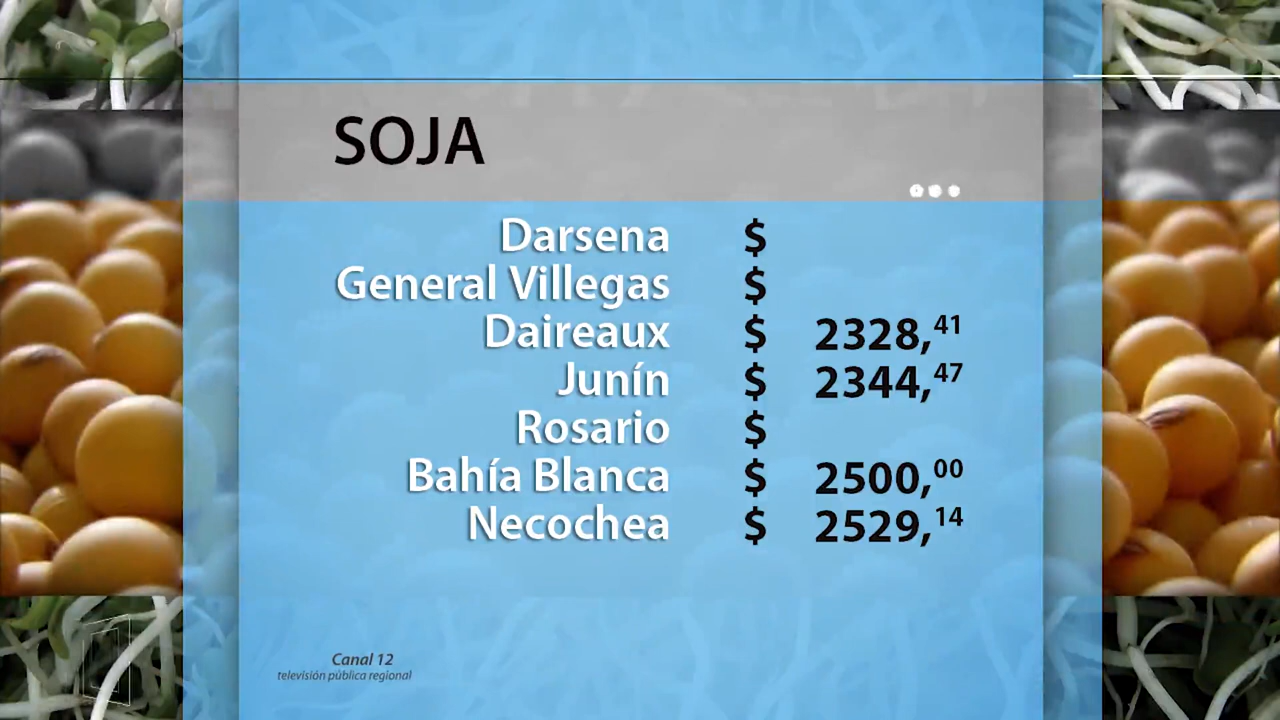 SOJA
Darsena $
General Villegas $
Daireaux $ 2328,41
Junín $ 2344,47
Rosario $
Bahía Blanca $ 2500,00
Necochea $ 2529,14
Canal 12
televisión pública regional